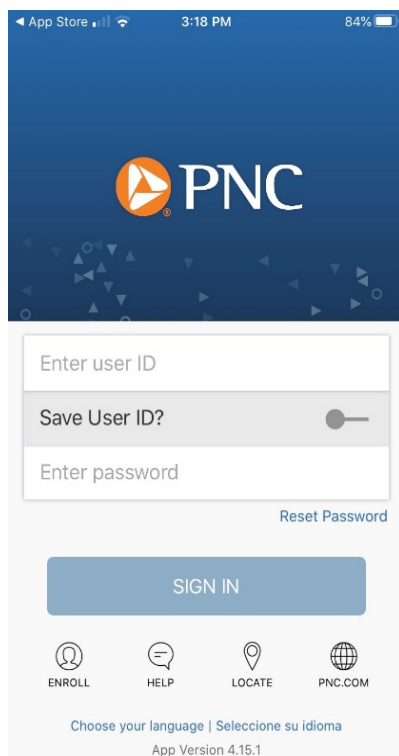 App Store 3:18 PM 84%
PNC
Enter user ID
Save User ID?
Enter password
Reset Password
SIGN IN
ENROLL HELP LOCATE PNC.COM
Choose your language | Seleccione su idioma
App Version 4.15.1